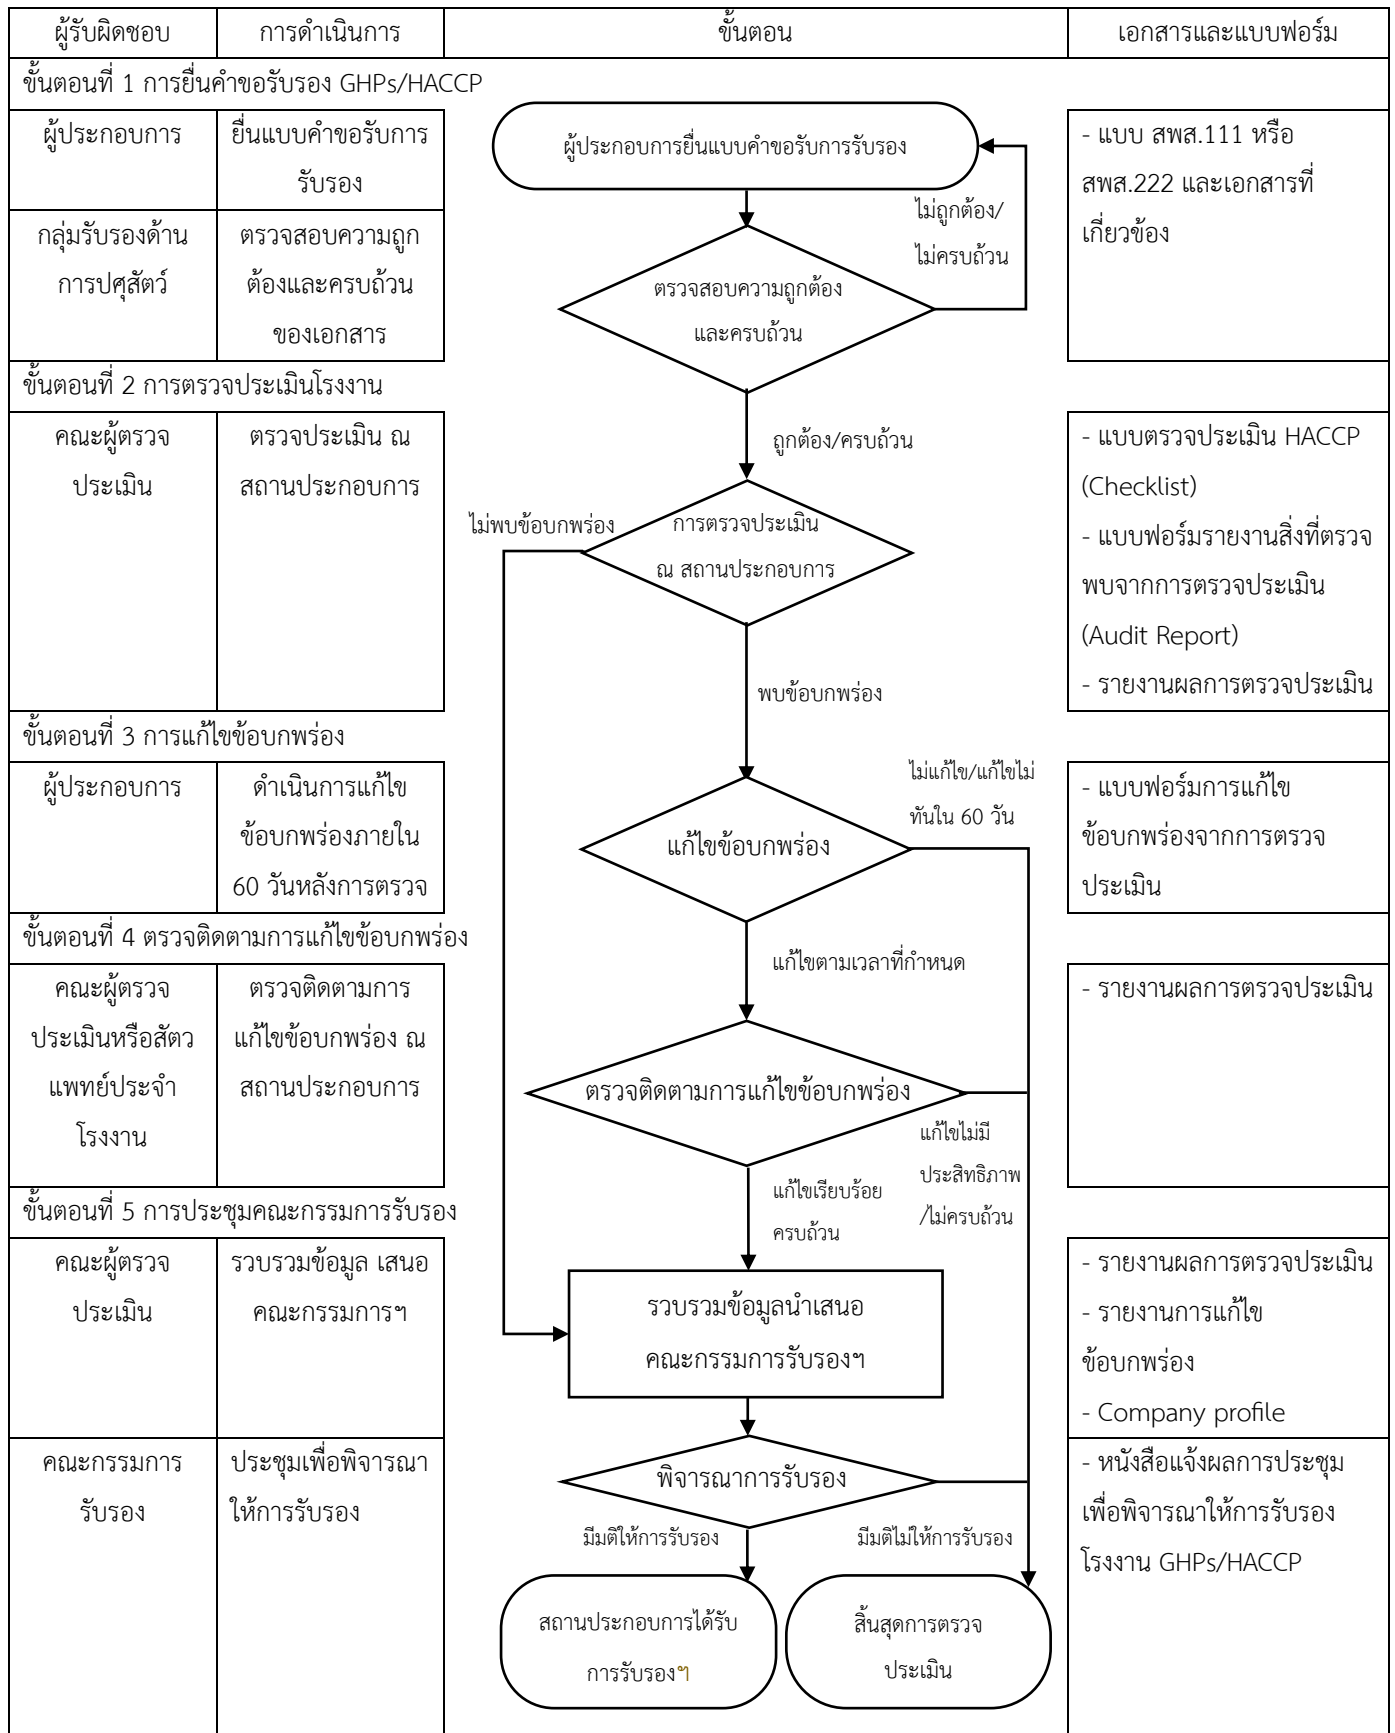 ผู้รับผิดชอบ
การดำเนินการ
ขั้นตอน
เอกสารและแบบฟอร์ม
ขั้นตอนที่ 1 การยื่นคำขอรับรอง GHPs/HACCP
ผู้ประกอบการ
ยื่นแบบคำขอรับการ
รับรอง
ผู้ประกอบการยื่นแบบคำขอรับการรับรอง
- แบบ สพส.111 หรือ
สพส.222 และเอกสารที่
เกี่ยวข้อง
กลุ่มรับรองด้าน
การปศุสัตว์
ตรวจสอบความถูก
ต้องและครบถ้วน
ของเอกสาร
ไม่ถูกต้อง/
ไม่ครบถ้วน
ตรวจสอบความถูกต้อง
และครบถ้วน
ขั้นตอนที่ 2 การตรวจประเมินโรงงาน
คณะผู้ตรวจ
ประเมิน
ตรวจประเมิน ณ
สถานประกอบการ
ถูกต้อง/ครบถ้วน
ไม่พบข้อบกพร่อง
การตรวจประเมิน
ณ สถานประกอบการ
พบข้อบกพร่อง
- แบบตรวจประเมิน HACCP
(Checklist)
- แบบฟอร์มรายงานสิ่งที่ตรวจ
พบจากการตรวจประเมิน
(Audit Report)
- รายงานผลการตรวจประเมิน
ขั้นตอนที่ 3 การแก้ไขข้อบกพร่อง
ผู้ประกอบการ
ดำเนินการแก้ไข
ข้อบกพร่องภายใน
60 วันหลังการตรวจ
ไม่แก้ไข/แก้ไขไม่
ทันใน 60 วัน
แก้ไขข้อบกพร่อง
- แบบฟอร์มการแก้ไข
ข้อบกพร่องจากการตรวจ
ประเมิน
ขั้นตอนที่ 4 ตรวจติดตามการแก้ไขข้อบกพร่อง
แก้ไขตามเวลาที่กำหนด
คณะผู้ตรวจ
ประเมินหรือสัตว
แพทย์ประจำ
โรงงาน
ตรวจติดตามการ
แก้ไขข้อบกพร่อง ณ
สถานประกอบการ
ตรวจติดตามการแก้ไขข้อบกพร่อง
แก้ไขไม่มี
ประสิทธิภาพ
/ไม่ครบถ้วน
แก้ไขเรียบร้อย
ครบถ้วน
- รายงานผลการตรวจประเมิน
ขั้นตอนที่ 5 การประชุมคณะกรรมการรับรอง
คณะผู้ตรวจ
ประเมิน
รวบรวมข้อมูล เสนอ
คณะกรรมการฯ
รวบรวมข้อมูลนำเสนอ
คณะกรรมการรับรองฯ
- รายงานผลการตรวจประเมิน
- รายงานการแก้ไข
ข้อบกพร่อง
- Company profile
คณะกรรมการ
รับรอง
ประชุมเพื่อพิจารณา
ให้การรับรอง
พิจารณาการรับรอง
มีมติให้การรับรอง
มีมติไม่ให้การรับรอง
สถานประกอบการได้รับ
การรับรองฯ
สิ้นสุดการตรวจ
ประเมิน
- หนังสือแจ้งผลการประชุม
เพื่อพิจารณาให้การรับรอง
โรงงาน GHPs/HACCP